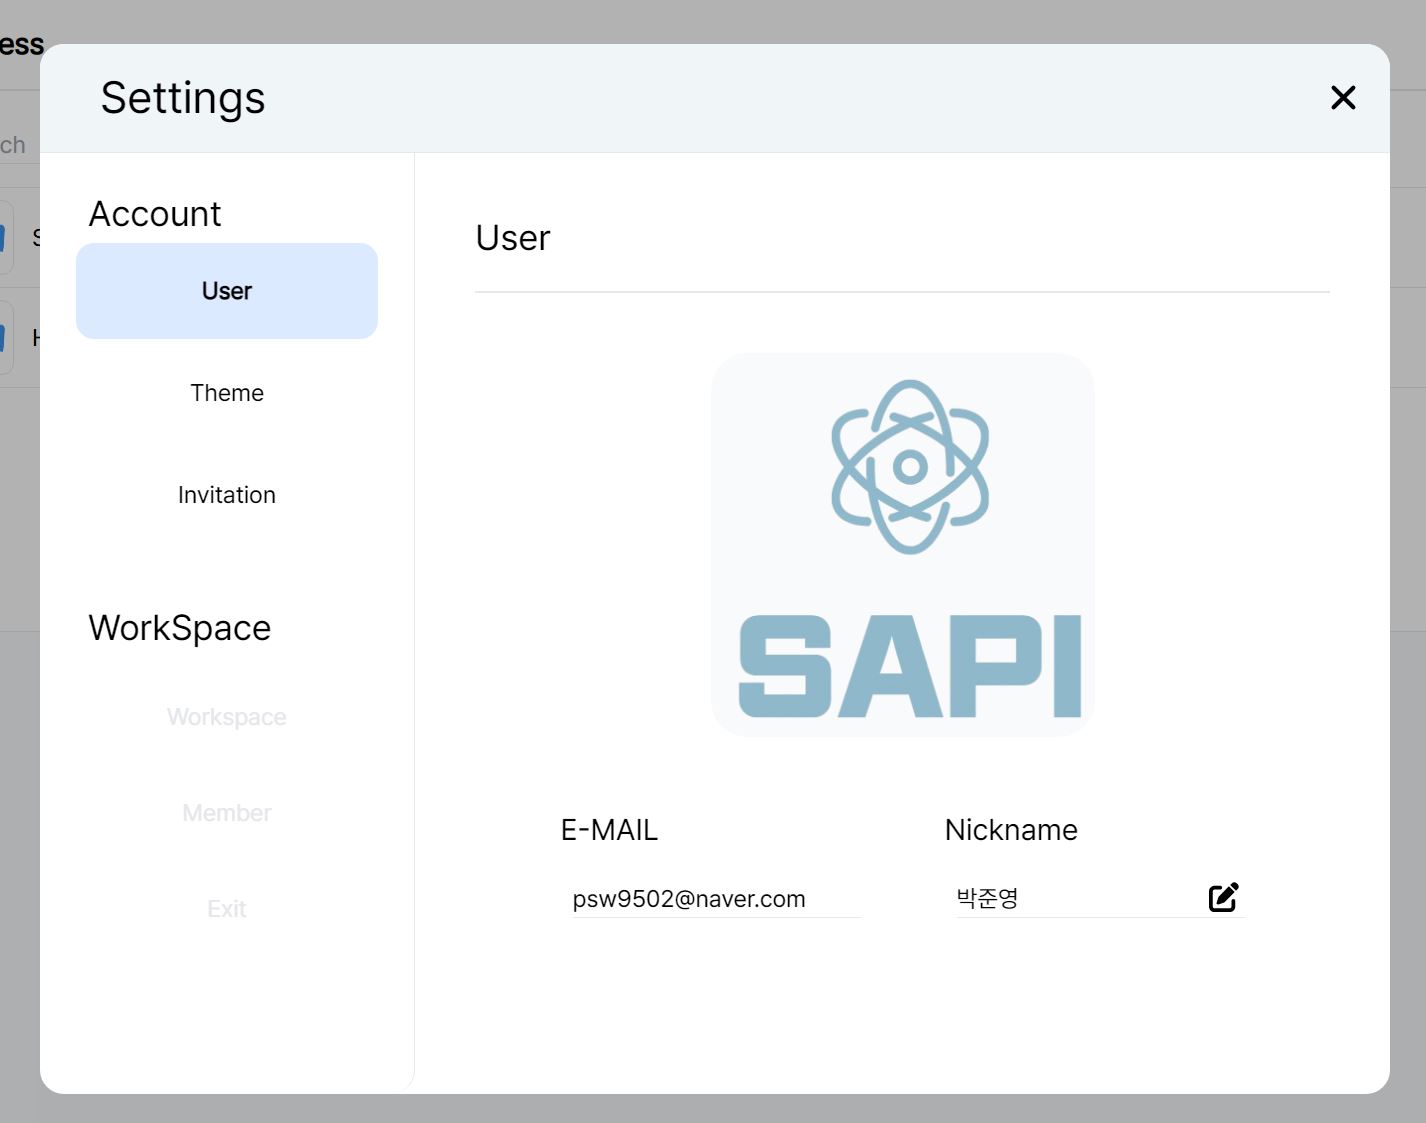 ess
Settings
ch
Account
User
Theme
Invitation
WorkSpace
Workspace
Member
Exit
User
SAPI
E-MAIL
Nickname
psw9502@naver.com
박준영